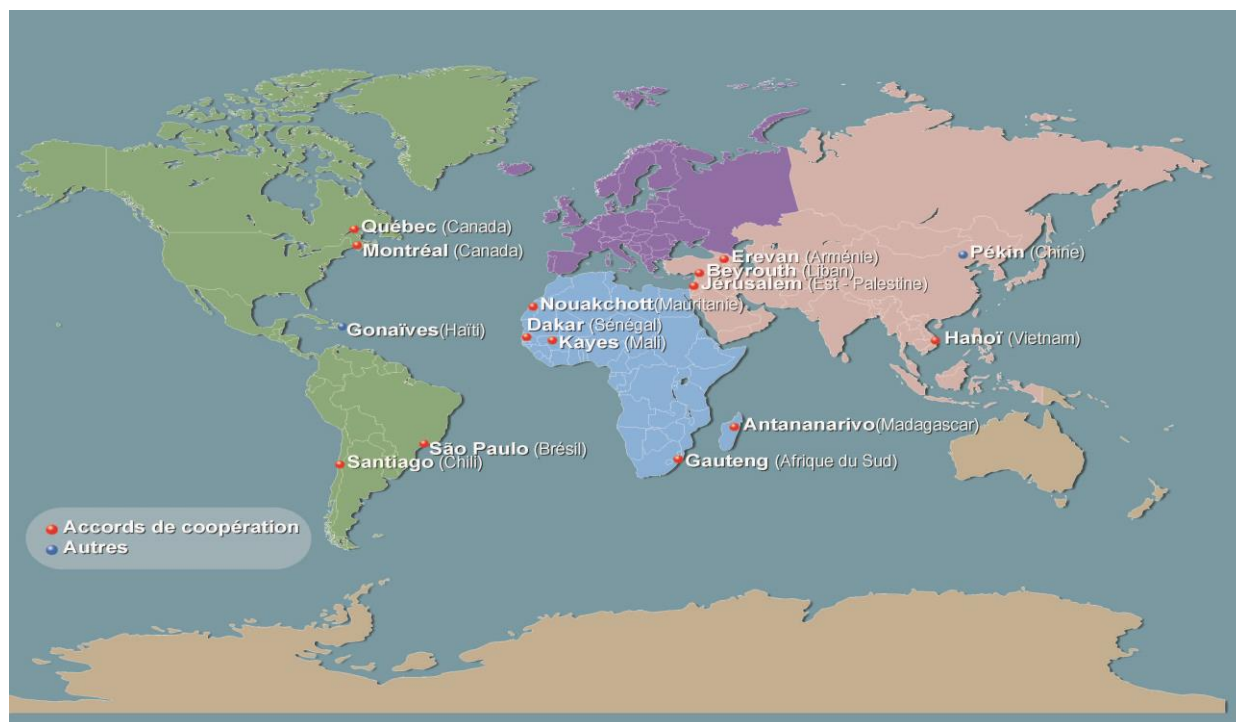 Québec (Canada)
Montréal (Canada)
Erevan (Arménie)
Pékin (Chine)
Beyrouth (Liban)
Jérusalem (Est - Palestine)
Nouakchott(Mauritanie)
Gonaïves(Haïti)
Dakar (Sénégal)
Kayes (Mali)
Hanoï (Vietnam)
Antananarivo(Madagascar)
São Paulo (Brésil)
Santiago (Chili)
Gauteng (Afrique du Sud)
Accords de coopération
Autres